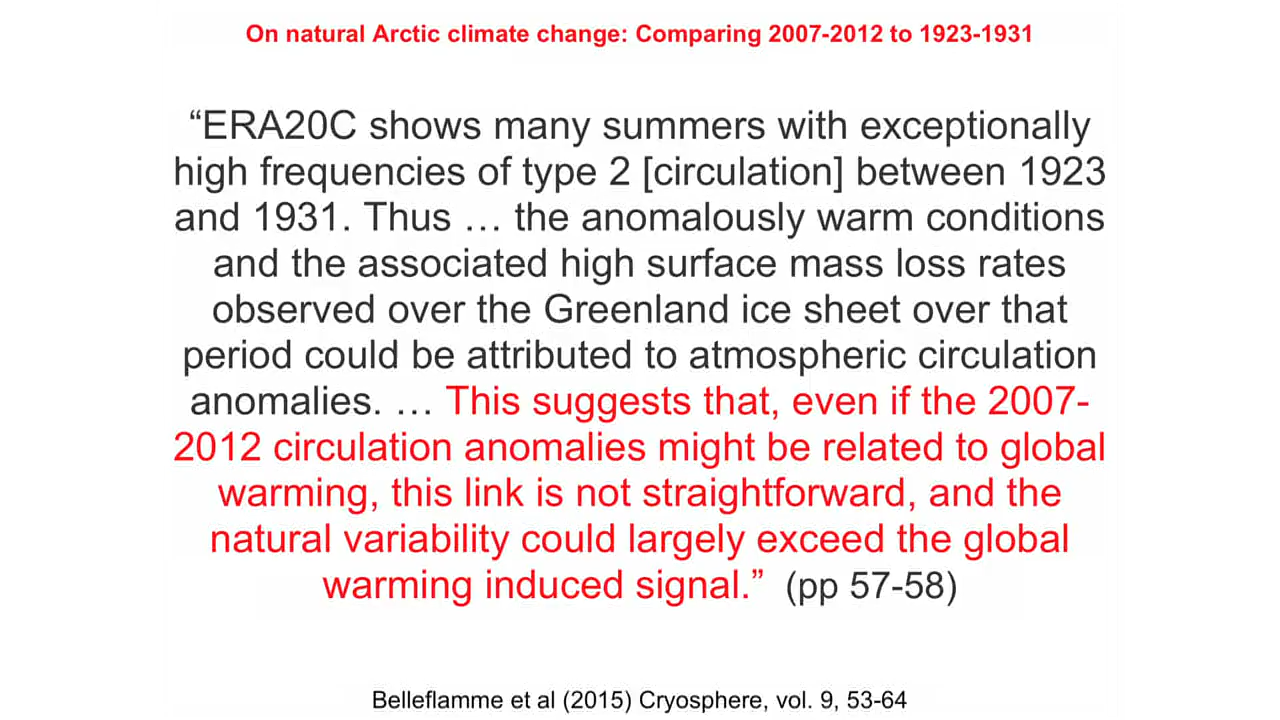 On natural Arctic climate change: Comparing 2007-2012 to 1923-1931
“ERA20C shows many summers with exceptionally
high frequencies of type 2 [circulation] between 1923
and 1931. Thus … the anomalously warm conditions
and the associated high surface mass loss rates
observed over the Greenland ice sheet over that
period could be attributed to atmospheric circulation
anomalies. … This suggests that, even if the 2007-
2012 circulation anomalies might be related to global
warming, this link is not straightforward, and the
natural variability could largely exceed the global
warming induced signal.” (pp 57-58)
Belleflamme et al (2015) Cryosphere, vol. 9, 53-64